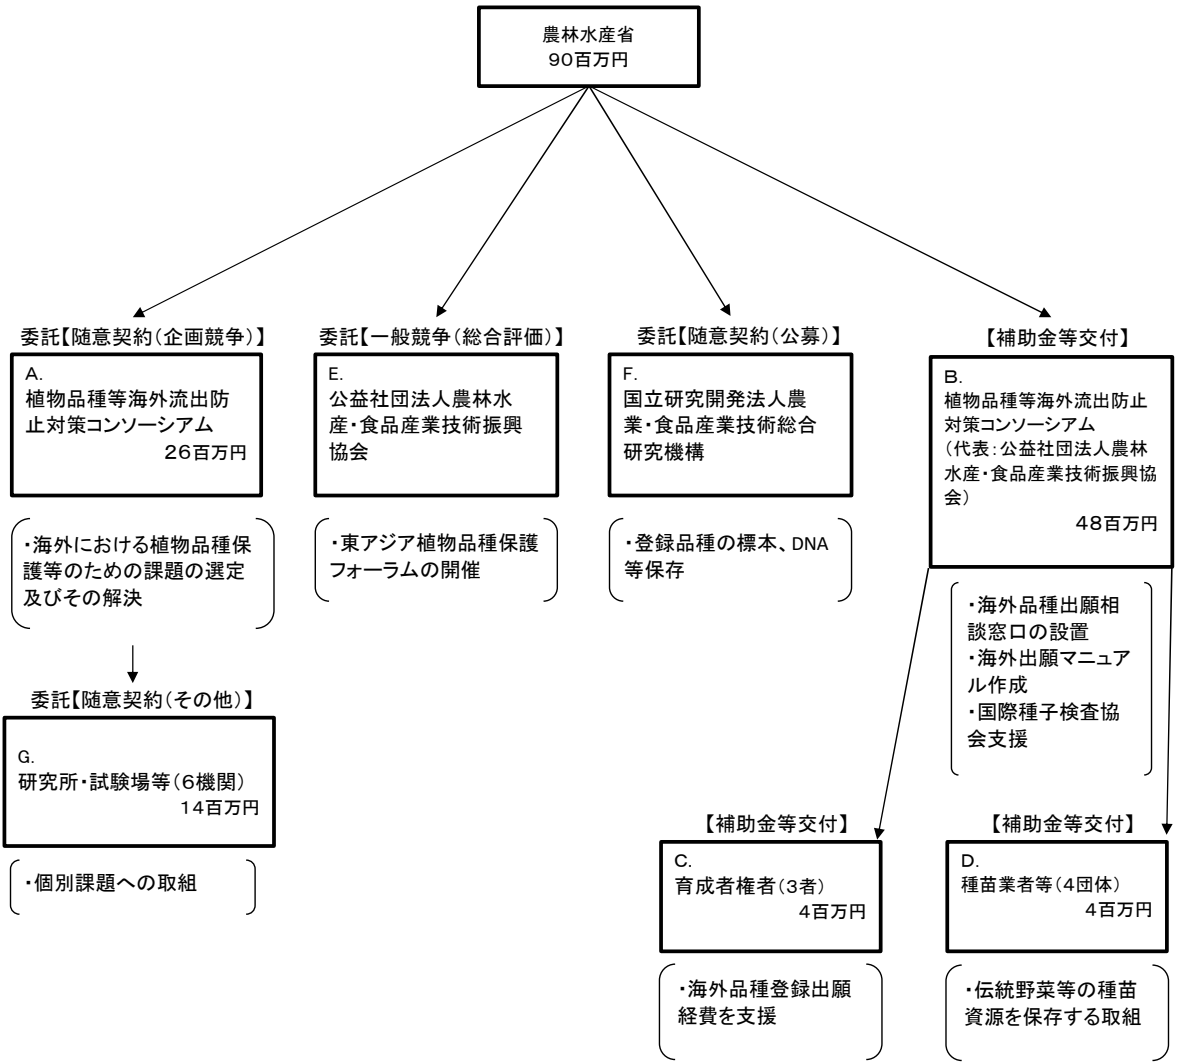 農林水産省
90百万円
委託【随意契約(企画競争)】
A.
植物品種等海外流出防
止対策コンソーシアム
26百万円
・海外における植物品種保
護等のための課題の選定
及びその解決
委託【随意契約(その他)】
G.
研究所・試験場等(6機関)
14百万円
・個別課題への取組
委託【一般競争(総合評価)】
E.
公益社団法人農林水
産・食品産業技術振興
協会
・東アジア植物品種保護
フォーラムの開催
委託【随意契約(公募)】
F.
国立研究開発法人農
業・食品産業技術総合
研究機構
・登録品種の標本、DNA
等保存
【補助金等交付】
B.
植物品種等海外流出防止
対策コンソーシアム
(代表:公益社団法人農林
水産・食品産業技術振興協
会)
48百万円
・海外品種出願相
談窓口の設置
・海外出願マニュア
ル作成
・国際種子検査協
会支援
【補助金等交付】
C.
育成者権者(3者)
4百万円
・海外品種登録出願
経費を支援
【補助金等交付】
D.
種苗業者等(4団体)
4百万円
・伝統野菜等の種苗
資源を保存する取組